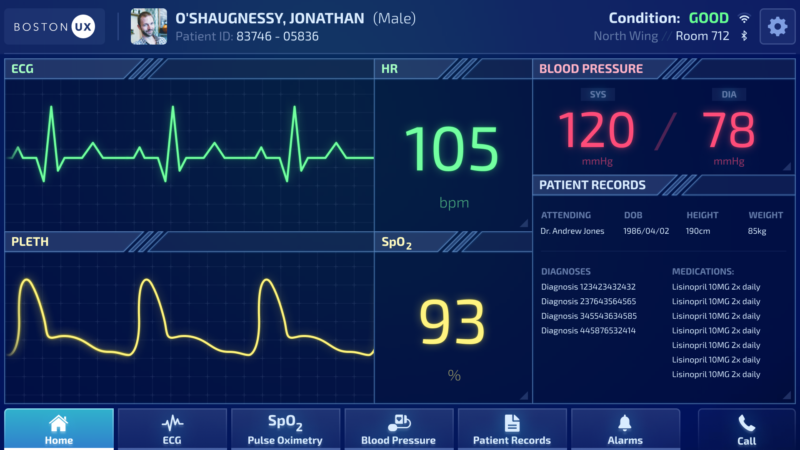 BOSTON UX
O'SHAUGNESSY, JONATHAN (Male)
Patient ID: 83746 - 05836
Condition: GOOD
North Wing // Room 712
ECG
HR
105
bpm
BLOOD PRESSURE
SYS
DIA
120 / 78
mmHg
mmHg
PLETH
SpO2
93
%
PATIENT RECORDS
ATTENDING DOB HEIGHT WEIGHT
Dr. Andrew Jones 1986/04/02 190cm 85kg
DIAGNOSES
Diagnosis 123423432432
Diagnosis 237643564565
Diagnosis 345543634585
Diagnosis 445876532414
MEDICATIONS:
Lisinopril 10MG 2x daily
Lisinopril 10MG 2x daily
Lisinopril 10MG 2x daily
Lisinopril 10MG 2x daily
Lisinopril 10MG 2x daily
Lisinopril 10MG 2x daily
Lisinopril 10MG 2x daily
Home
ECG
SpO2
Pulse Oximetry
Blood Pressure
Patient Records
Alarms
Call